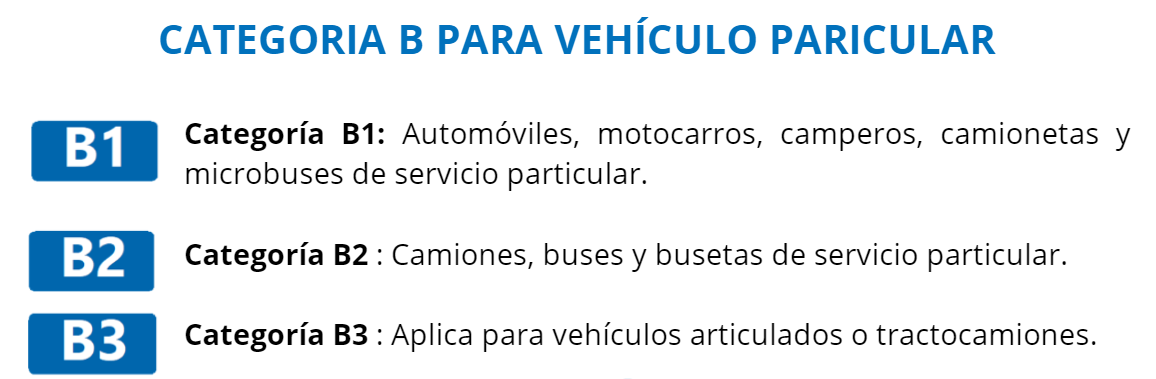 CATEGORIA B PARA VEHÍCULO PARICULAR
B1
Categoría B1: Automóviles, motocarros, camperos, camionetas y
microbuses de servicio particular.
B2
Categoría B2 : Camiones, buses y busetas de servicio particular.
B3
Categoría B3 : Aplica para vehículos articulados o tractocamiones.